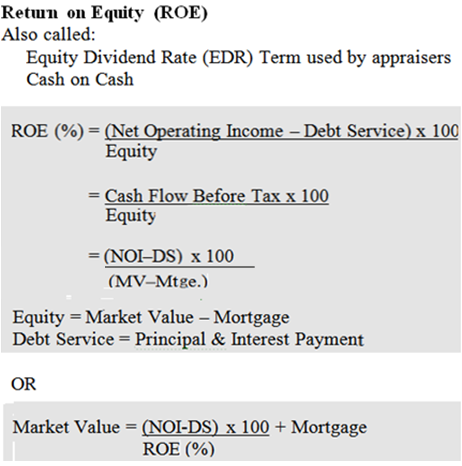 Return on Equity (ROE)
Also called:
Equity Dividend Rate (EDR) Term used by appraisers
Cash on Cash
ROE (%) = (Net Operating Income – Debt Service) x 100
Equity
= Cash Flow Before Tax x 100
Equity
= (NOI–DS) x 100
(MV–Mtge.)
Equity = Market Value – Mortgage
Debt Service = Principal & Interest Payment
OR
Market Value = (NOI-DS) x 100 + Mortgage
ROE (%)